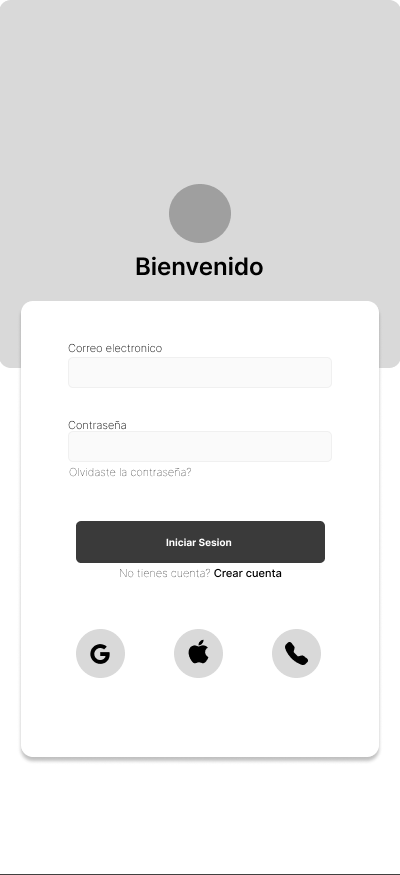 Bienvenido
Correo electronico
Contraseña
Olvidaste la contraseña?
Iniciar Sesion
No tienes cuenta? Crear cuenta